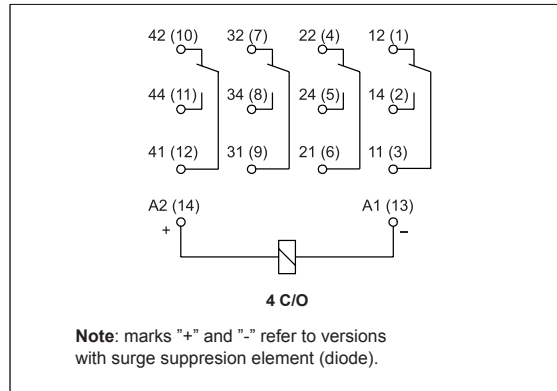 42 (10) 32 (7) 22 (4) 12 (1)
44 (11) 34 (8) 24 (5) 14 (2)
41 (12) 31 (9) 21 (6) 11 (3)
A2 (14) A1 (13)
+ –
4 C/O
Note: marks "+" and "-" refer to versions
with surge suppresion element (diode).